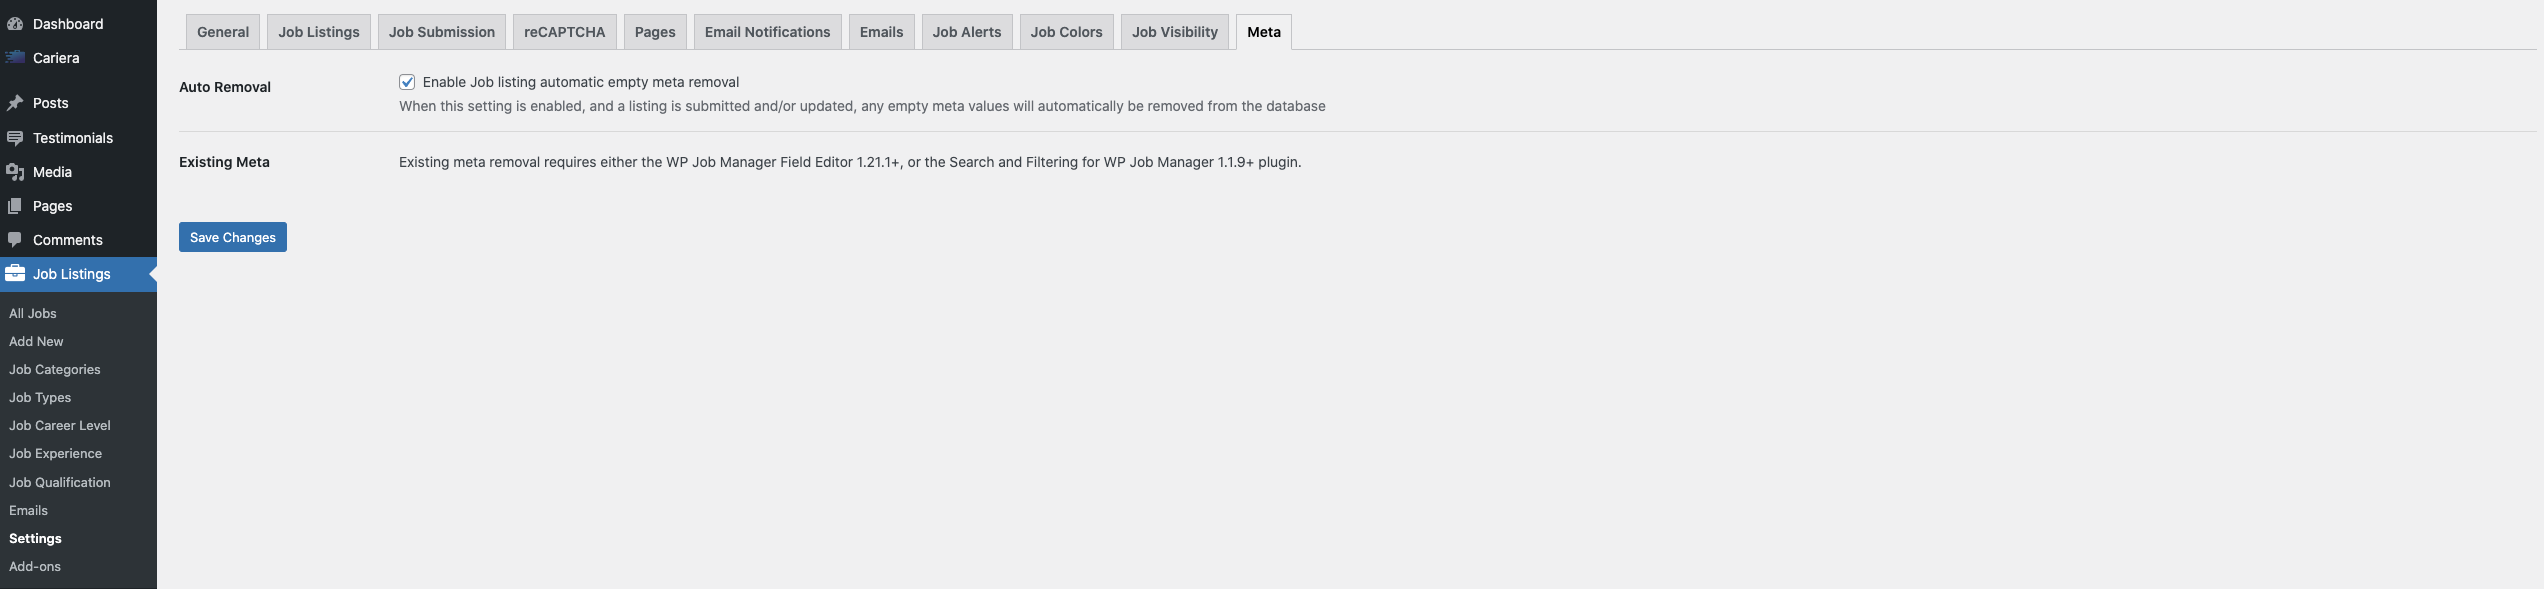 Dashboard
Cariera
Posts
Testimonials
Media
Pages
Comments
Job Listings
All Jobs
Add New
Job Categories
Job Types
Job Career Level
Job Experience
Job Qualification
Emails
Settings
Add-ons
General Job Listings Job Submission reCAPTCHA Pages Email Notifications Emails Job Alerts Job Colors Job Visibility Meta
Auto Removal
Enable Job listing automatic empty meta removal
When this setting is enabled, and a listing is submitted and/or updated, any empty meta values will automatically be removed from the database
Existing Meta
Existing meta removal requires either the WP Job Manager Field Editor 1.21.1+, or the Search and Filtering for WP Job Manager 1.1.9+ plugin.
Save Changes